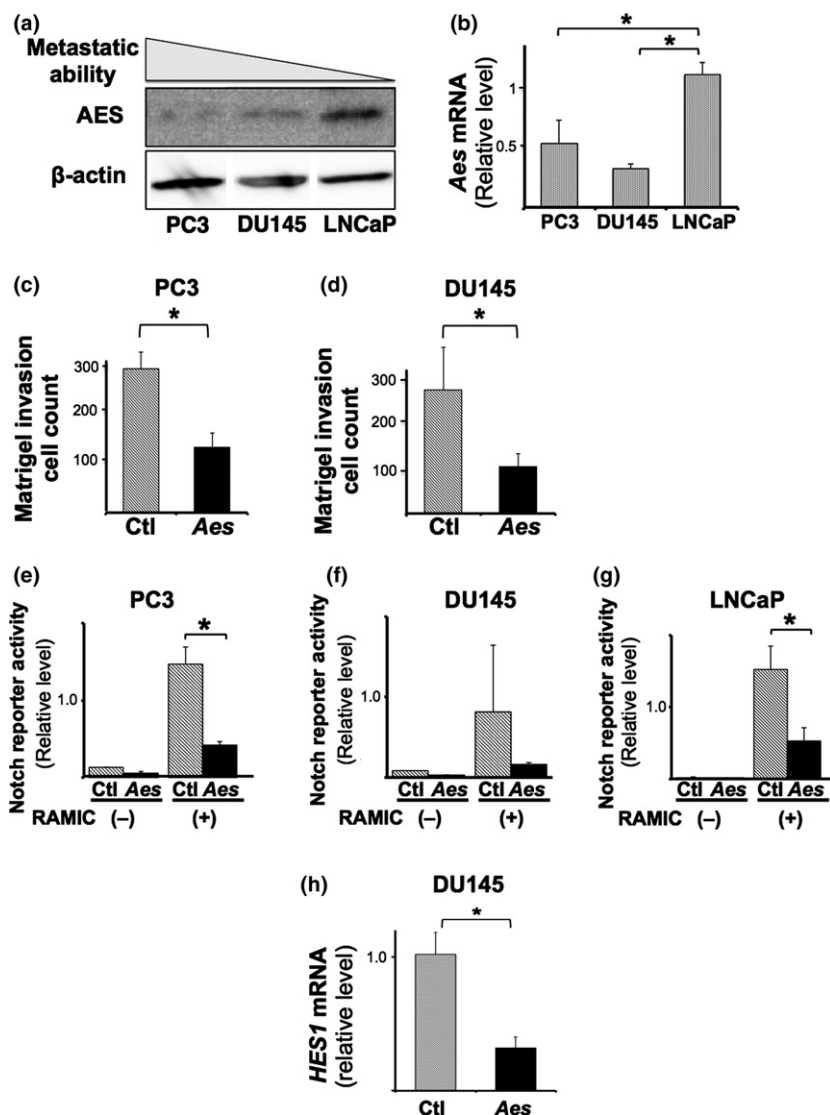 (a)
Metastatic
ability
AES
β-actin
PC3 DU145 LNCaP
(b)
Aes mRNA
(Relative level)
1
0.5
*
*
PC3 DU145 LNCaP
(c)
PC3
Matrigel invasion
cell count
300
200
100
*
Ctl Aes
(d)
DU145
Matrigel invasion
cell count
300
200
100
*
Ctl Aes
(e)
PC3
Notch reporter activity
(Relative level)
1.0
*
Ctl Aes Ctl Aes
RAMIC (–) (+)
(f)
DU145
Notch reporter activity
(Relative level)
1.0
Ctl Aes Ctl Aes
RAMIC (–) (+)
(g)
LNCaP
Notch reporter activity
(Relative level)
1.0
*
Ctl Aes Ctl Aes
RAMIC (–) (+)
(h)
DU145
HES1 mRNA
(relative level)
1.0
*
Ctl Aes